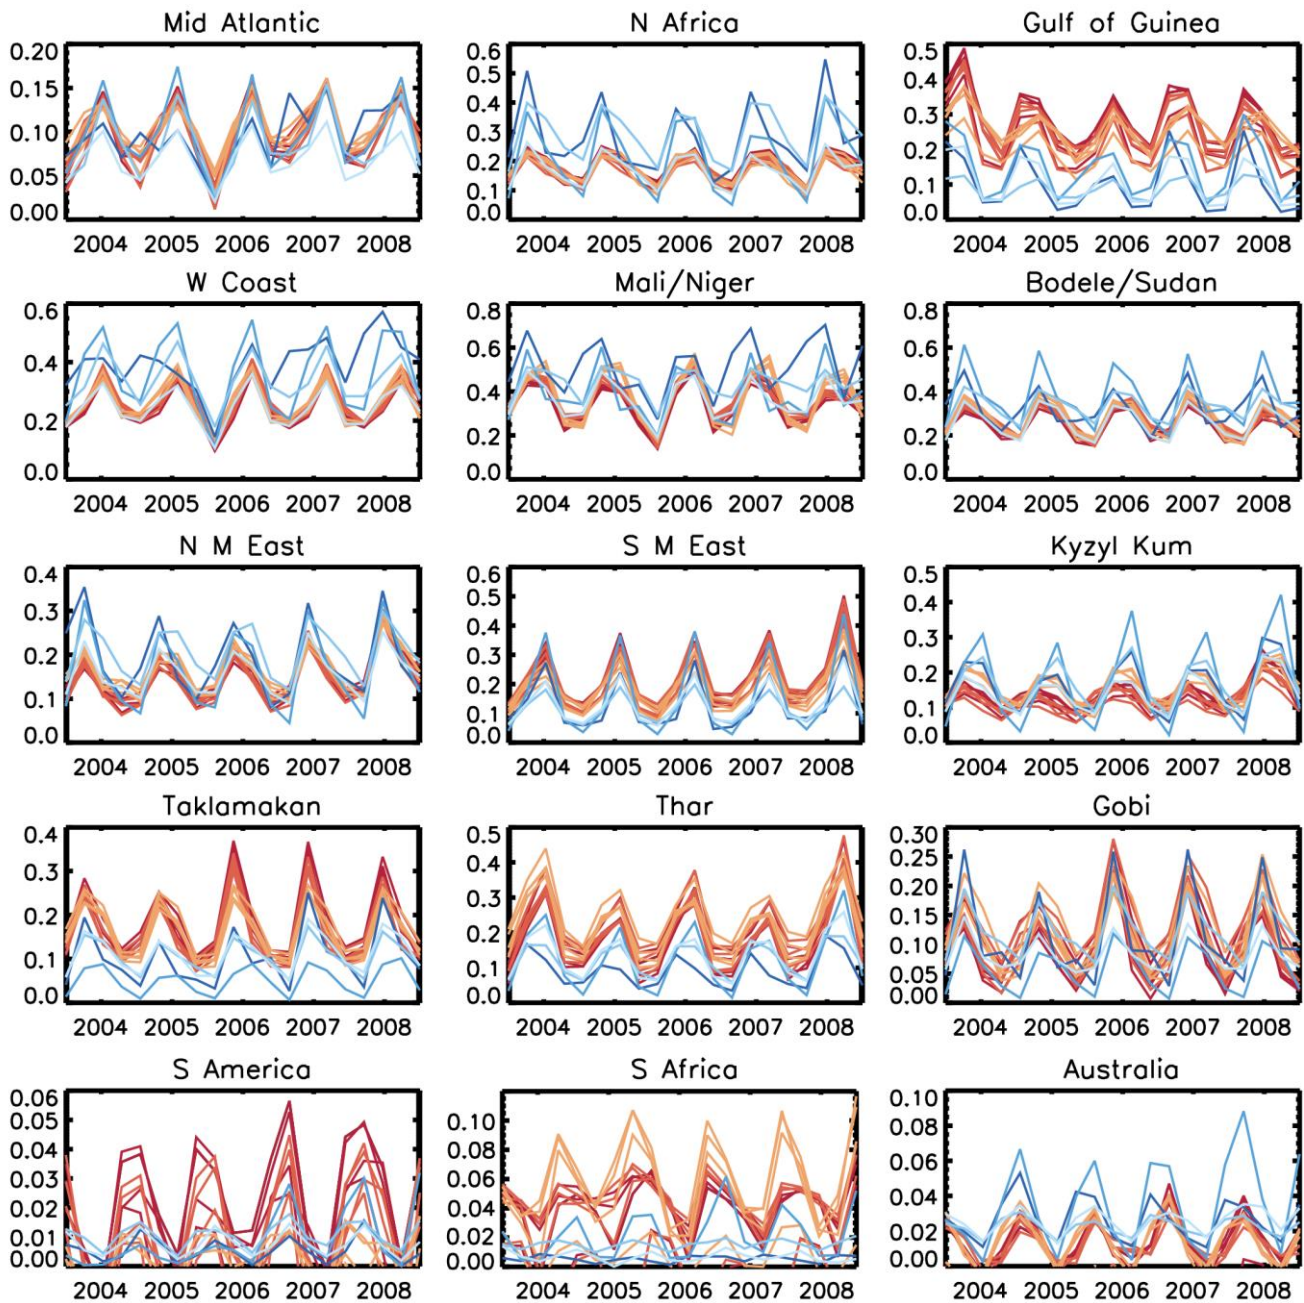 Mid Atlantic N Africa Gulf of Guinea
0.20 0.6 0.5
0.15 0.5 0.4
0.10 0.4 0.3
0.05 0.3 0.2
0.00 0.2 0.1
0.1 0.0
0.0
2004 2005 2006 2007 2008 2004 2005 2006 2007 2008 2004 2005 2006 2007 2008
W Coast Mali/Niger Bodele/Sudan
0.6 0.8 0.8
0.4 0.6 0.6
0.2 0.4 0.4
0.0 0.2 0.2
0.0 0.0
2004 2005 2006 2007 2008 2004 2005 2006 2007 2008 2004 2005 2006 2007 2008
N M East S M East Kyzyl Kum
0.4 0.6 0.5
0.3 0.5 0.4
0.2 0.4 0.3
0.1 0.3 0.2
0.0 0.2 0.1
0.1 0.0
0.0
2004 2005 2006 2007 2008 2004 2005 2006 2007 2008 2004 2005 2006 2007 2008
Taklamakan Thar Gobi
0.4 0.5 0.30
0.3 0.4 0.25
0.2 0.3 0.20
0.1 0.2 0.15
0.0 0.1 0.10
0.0 0.05
0.00
2004 2005 2006 2007 2008 2004 2005 2006 2007 2008 2004 2005 2006 2007 2008
S America S Africa Australia
0.06 0.10 0.10
0.05 0.08 0.08
0.04 0.06 0.06
0.03 0.04 0.04
0.02 0.02 0.02
0.01 0.00 0.00
0.00
2004 2005 2006 2007 2008 2004 2005 2006 2007 2008 2004 2005 2006 2007 2008